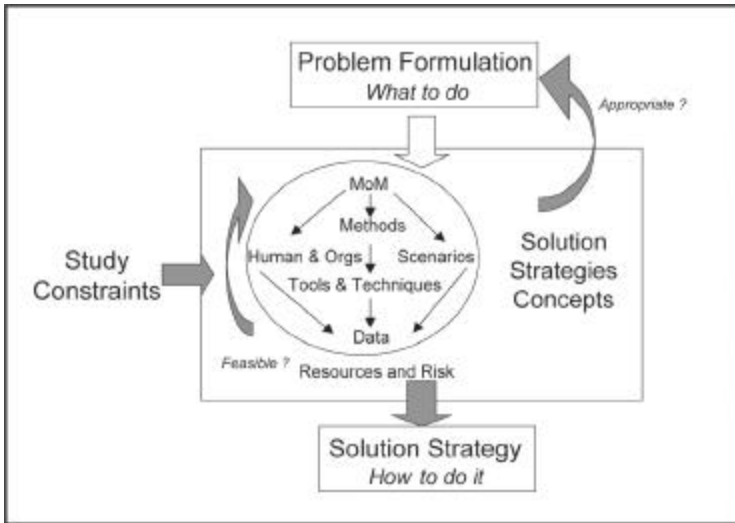 Problem Formulation
What to do
Appropriate ?
MoM
Methods
Human & Orgs
Scenarios
Tools & Techniques
Data
Study
Constraints
Solution
Strategies
Concepts
Feasible ?
Resources and Risk
Solution Strategy
How to do it